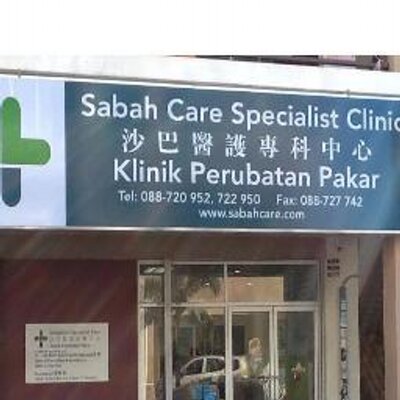 Sabah Care Specialist Clinic
沙巴醫護專科中心
Klinik Perubatan Pakar
Tel: 088-720 952, 722 950 Fax: 088-727 742
www.sabahcare.com